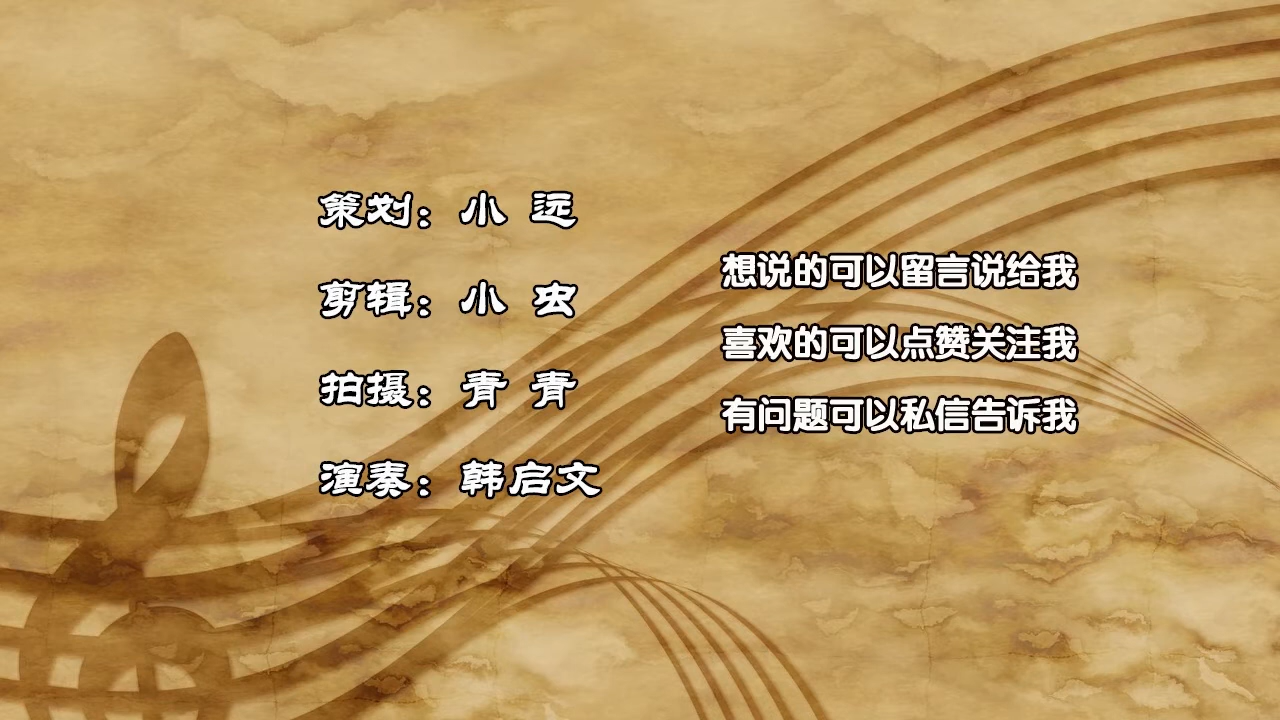 策划：小 远
剪辑：小 虫
拍摄：青 青
演奏：韩启文
想说的可以留言说给我
喜欢的可以点赞关注我
有问题可以私信告诉我